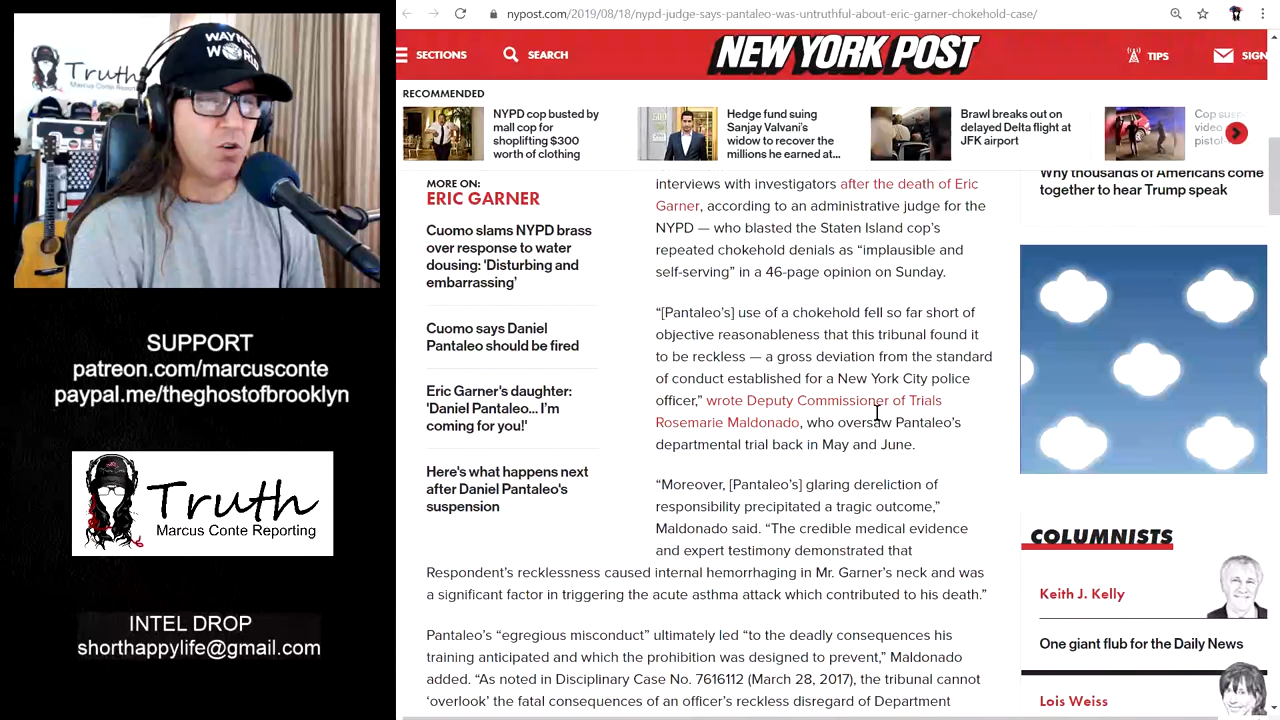 WAYNE'S
WORLD
Truth
Marcus Conte Reporting
SUPPORT
patreon.com/marcusconte
paypal.me/theghostofbrooklyn
Truth
Marcus Conte Reporting
INTEL DROP
shorthappylife@gmail.com
nypost.com/2019/08/18/nypd-judge-says-pantaleo-was-untruthful-about-eric-garner-chokehold-case/
SECTIONS
SEARCH
NEW YORK POST
TIPS
SIGN
RECOMMENDED
NYPD cop busted by
mall cop for
shoplifting $300
worth of clothing
Hedge fund suing
Sanjay Valvani's
widow to recover the
millions he earned at...
Brawl breaks out on
delayed Delta flight at
JFK airport
Cop sus
video
pistol-
MORE ON:
ERIC GARNER
Cuomo slams NYPD brass
over response to water
dousing: 'Disturbing and
embarrassing'
Cuomo says Daniel
Pantaleo should be fired
Eric Garner's daughter:
'Daniel Pantaleo... I'm
coming for you!'
Here's what happens next
after Daniel Pantaleo's
suspension
interviews with investigators after the death of Eric
Garner, according to an administrative judge for the
NYPD — who blasted the Staten Island cop's
repeated chokehold denials as “implausible and
self-serving” in a 46-page opinion on Sunday.
“[Pantaleo's] use of a chokehold fell so far short of
objective reasonableness that this tribunal found it
to be reckless — a gross deviation from the standard
of conduct established for a New York City police
officer,” wrote Deputy Commissioner of Trials
Rosemarie Maldonado, who oversaw Pantaleo's
departmental trial back in May and June.
“Moreover, [Pantaleo's] glaring dereliction of
responsibility precipitated a tragic outcome,”
Maldonado said. “The credible medical evidence
and expert testimony demonstrated that
Respondent's recklessness caused internal hemorrhaging in Mr. Garner's neck and was
a significant factor in triggering the acute asthma attack which contributed to his death.”
Pantaleo's “egregious misconduct” ultimately led “to the deadly consequences his
training anticipated and which the prohibition was designed to prevent,” Maldonado
added. “As noted in Disciplinary Case No. 7616112 (March 28, 2017), the tribunal cannot
‘overlook’ the fatal consequences of an officer's reckless disregard of Department
Why thousands of Americans come
together to hear Trump speak
COLUMNISTS
Keith J. Kelly
One giant flub for the Daily News
Lois Weiss